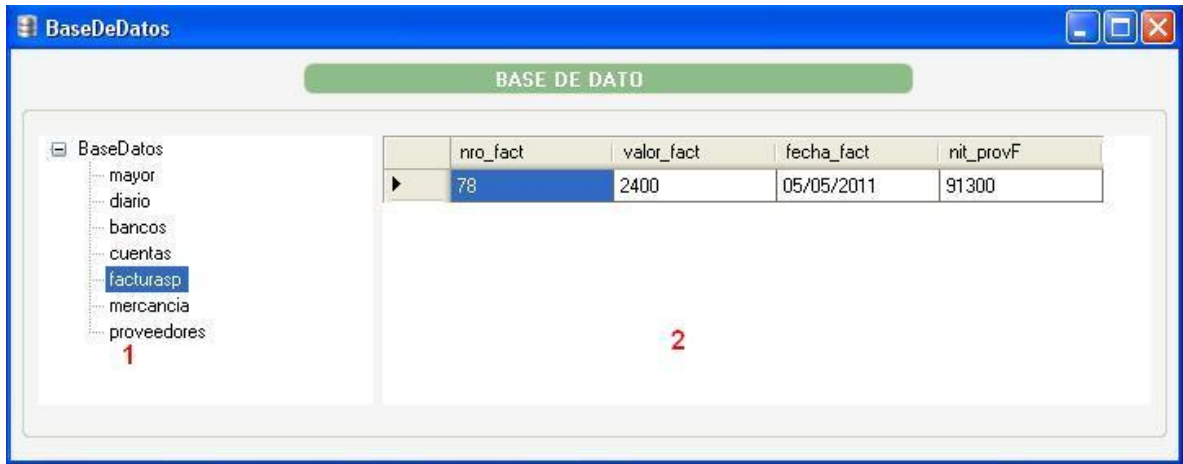 BaseDeDatos
BASE DE DATO
BaseDatos
mayor
diario
bancos
cuentas
facturasp
mercancia
proveedores
1
nro_fact valor_fact fecha_fact nit_provF
78 2400 05/05/2011 91300
2